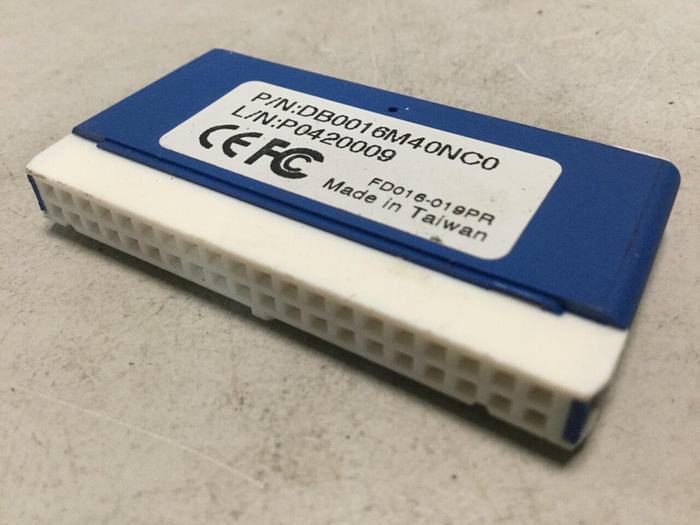 P/N:DB0016M40NC0
L/N:P0420009
CE FC
FD016-019PR
Made in Taiwan